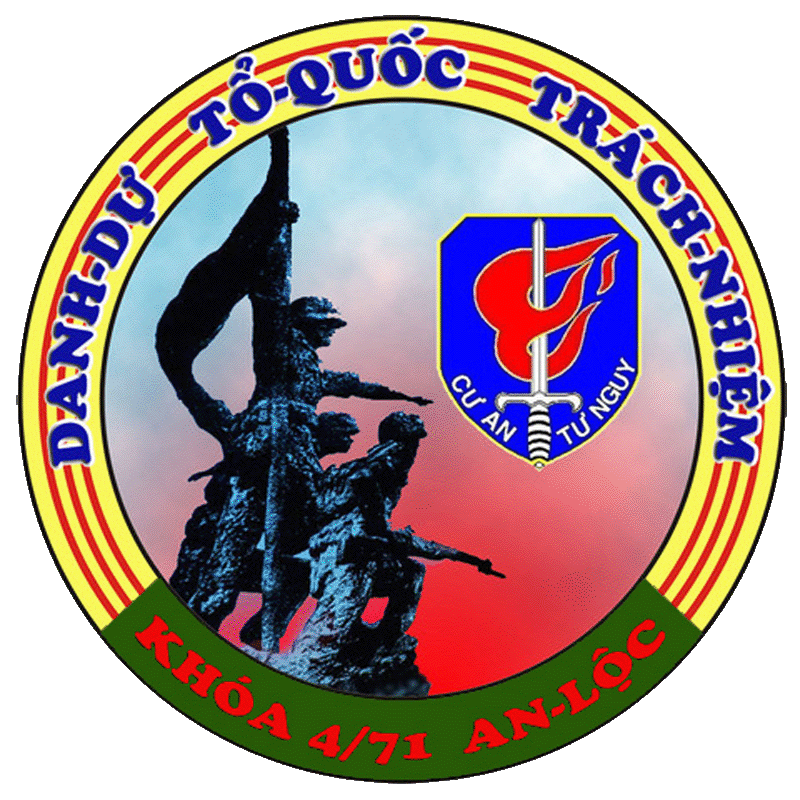 DANH-DỰ TỔ-QUỐC TRÁCH-NHIỆM
CƯ AN TƯ NGUY
KHÓA 4/71 AN-LỘC